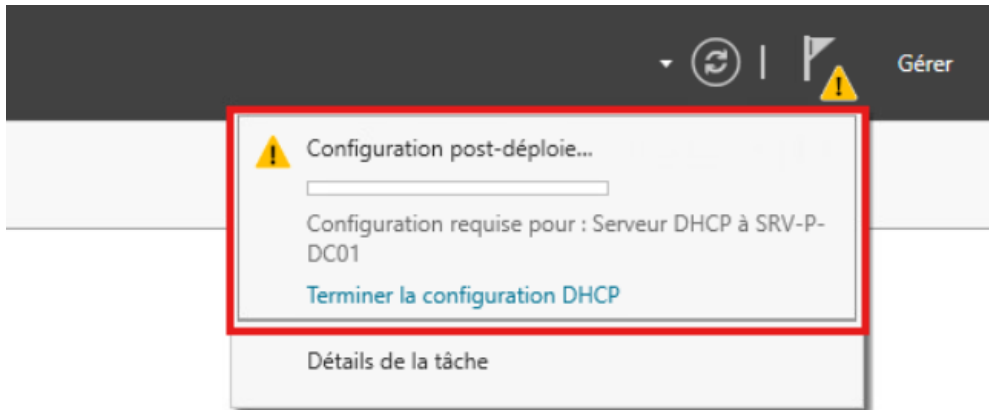 Gérer
Configuration post-déploie...
Configuration requise pour : Serveur DHCP à SRV-P-
DC01
Terminer la configuration DHCP
Détails de la tâche